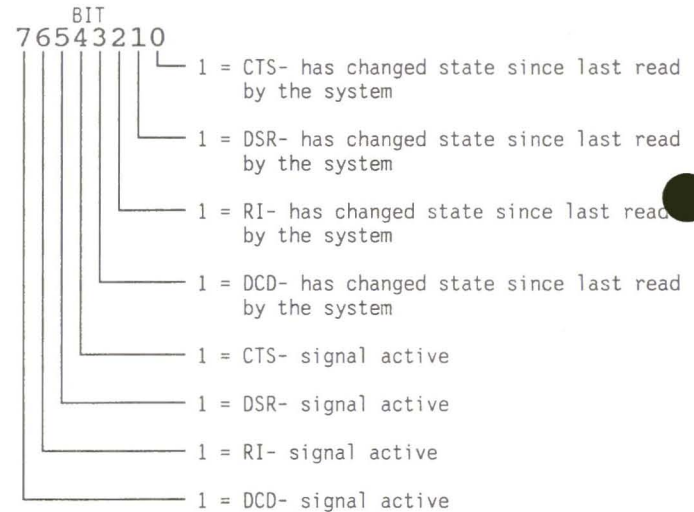 BIT
76543210
1 = CTS- has changed state since last read
by the system
1 = DSR- has changed state since last read
by the system
1 = RI- has changed state since last read
by the system
1 = DCD- has changed state since last read
by the system
1 = CTS- signal active
1 = DSR- signal active
1 = RI- signal active
1 = DCD- signal active